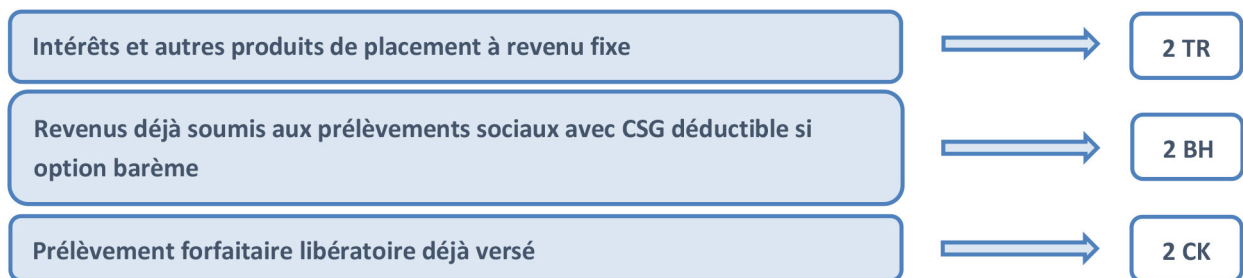 Intérêts et autres produits de placement à revenu fixe
2 TR
Revenus déjà soumis aux prélèvements sociaux avec CSG déductible si
option barème
2 BH
Prélèvement forfaitaire libératoire déjà versé
2 CK